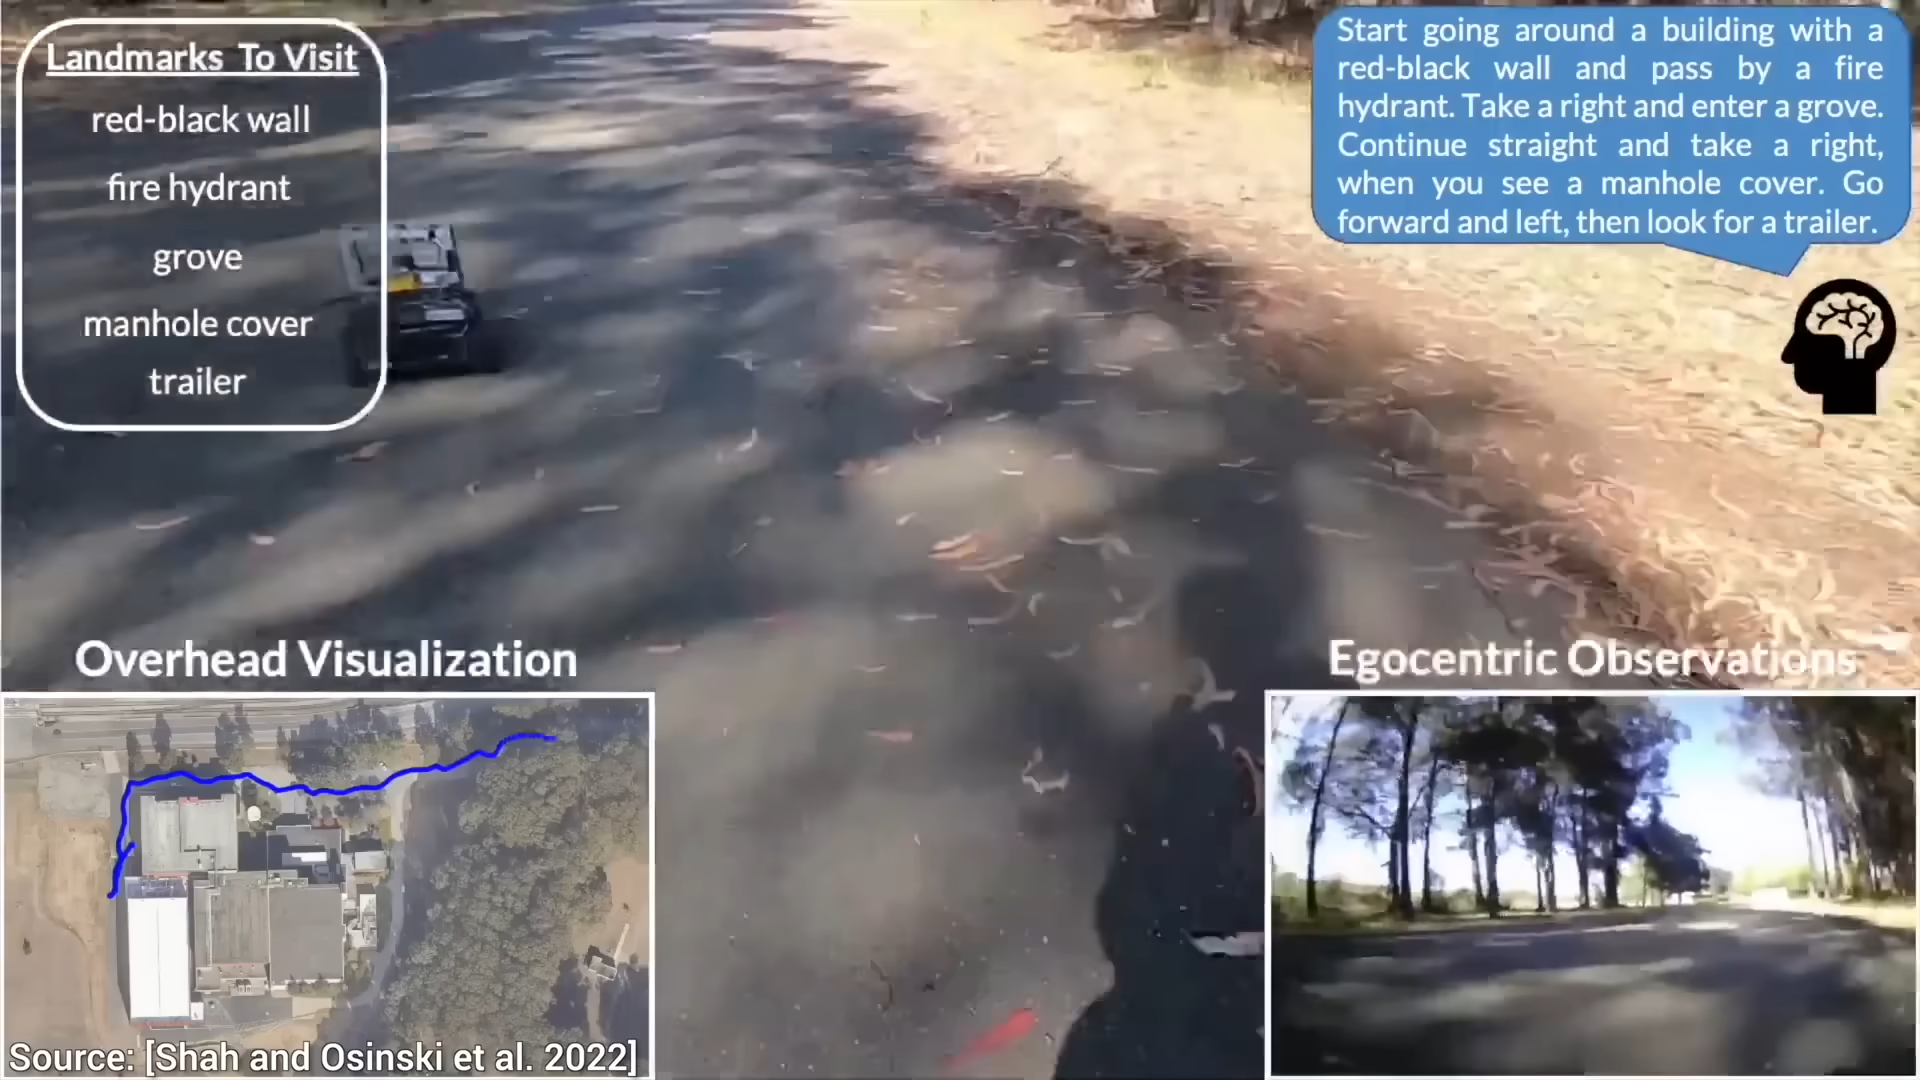 Landmarks To Visit
red-black wall
fire hydrant
grove
manhole cover
trailer
Start going around a building with a
red-black wall and pass by a fire
hydrant. Take a right and enter a grove.
Continue straight and take a right,
when you see a manhole cover. Go
forward and left, then look for a trailer.
Overhead Visualization
Egocentric Observations
Source: [Shah and Osinski et al. 2022]